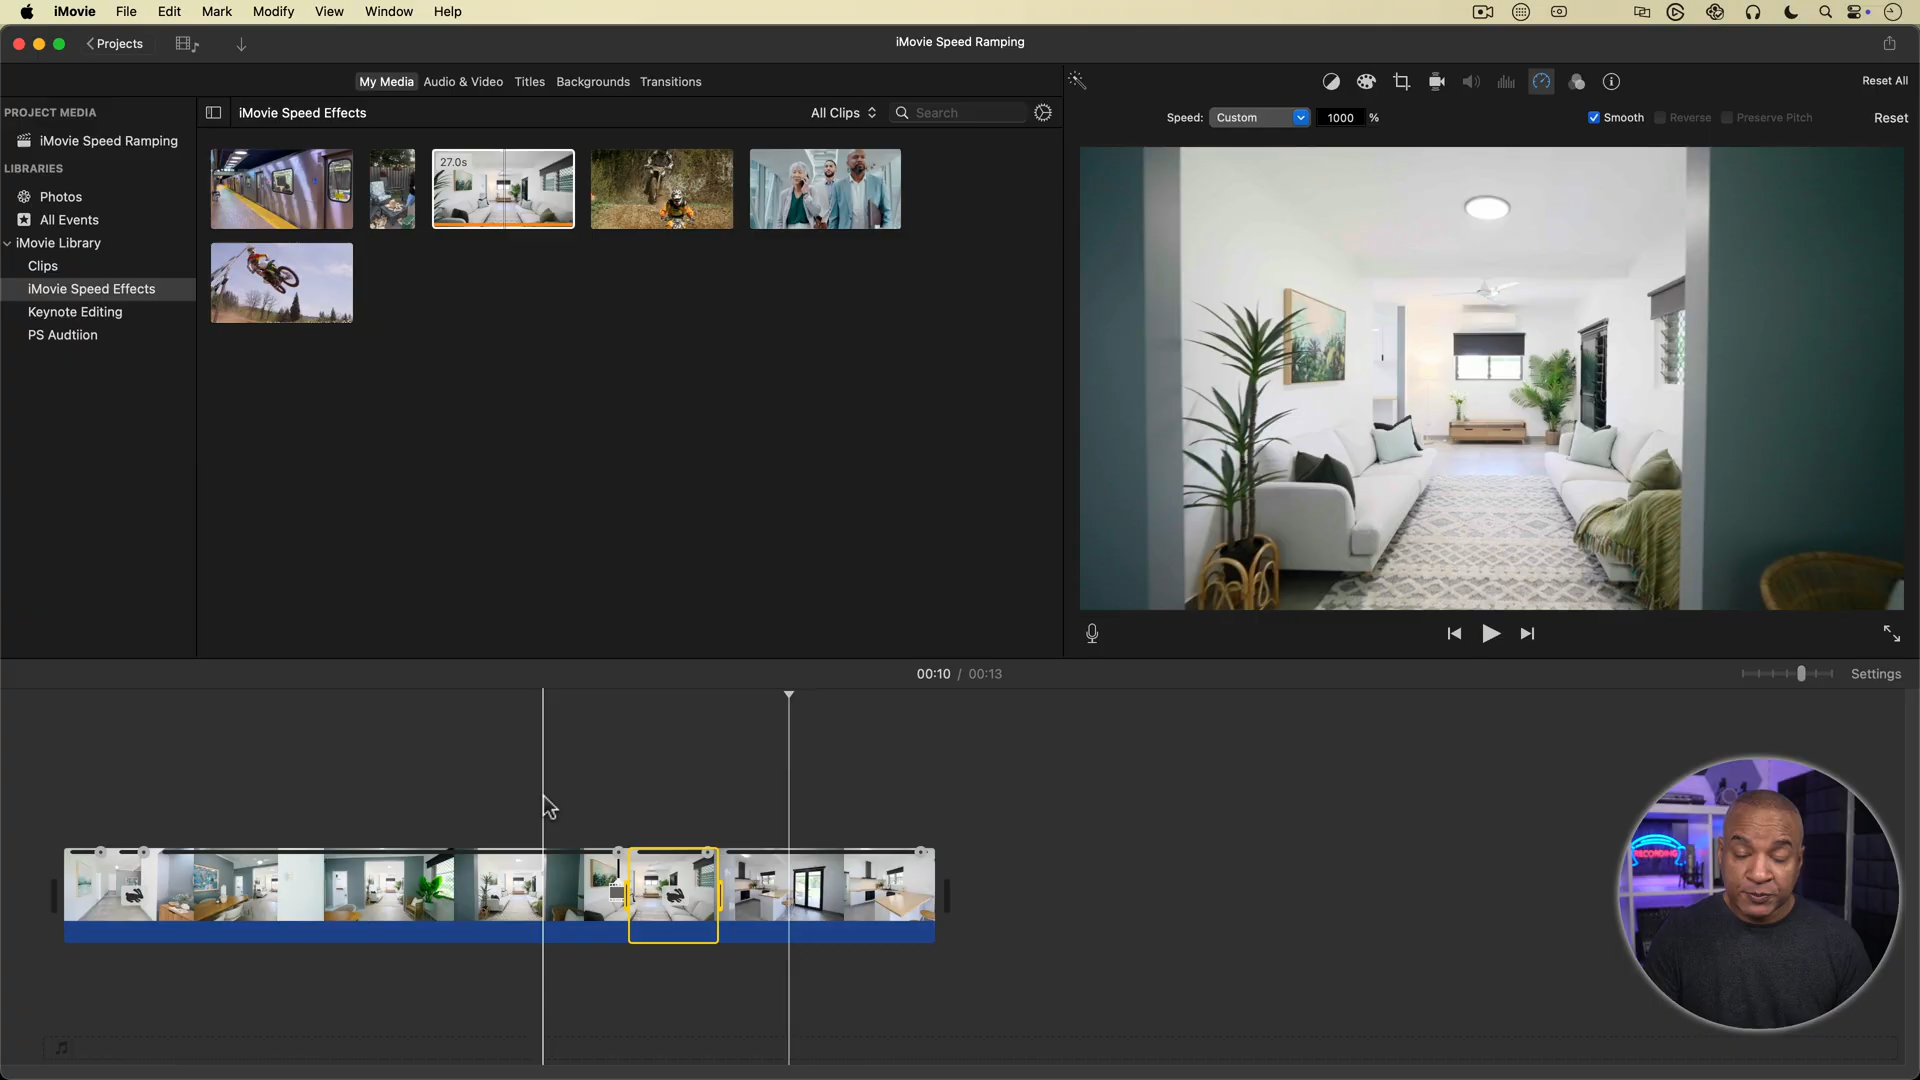 iMovie File Edit Mark Modify View Window Help
Projects
iMovie Speed Ramping
My Media Audio & Video Titles Backgrounds Transitions
Reset All
PROJECT MEDIA
iMovie Speed Effects
All Clips
Search
Speed: Custom 1000 %
Smooth Reverse Preserve Pitch
Reset
iMovie Speed Ramping
LIBRARIES
27.0s
Photos
All Events
iMovie Library
Clips
iMovie Speed Effects
Keynote Editing
PS Audtiion
00:10 / 00:13
Settings
RECORDING